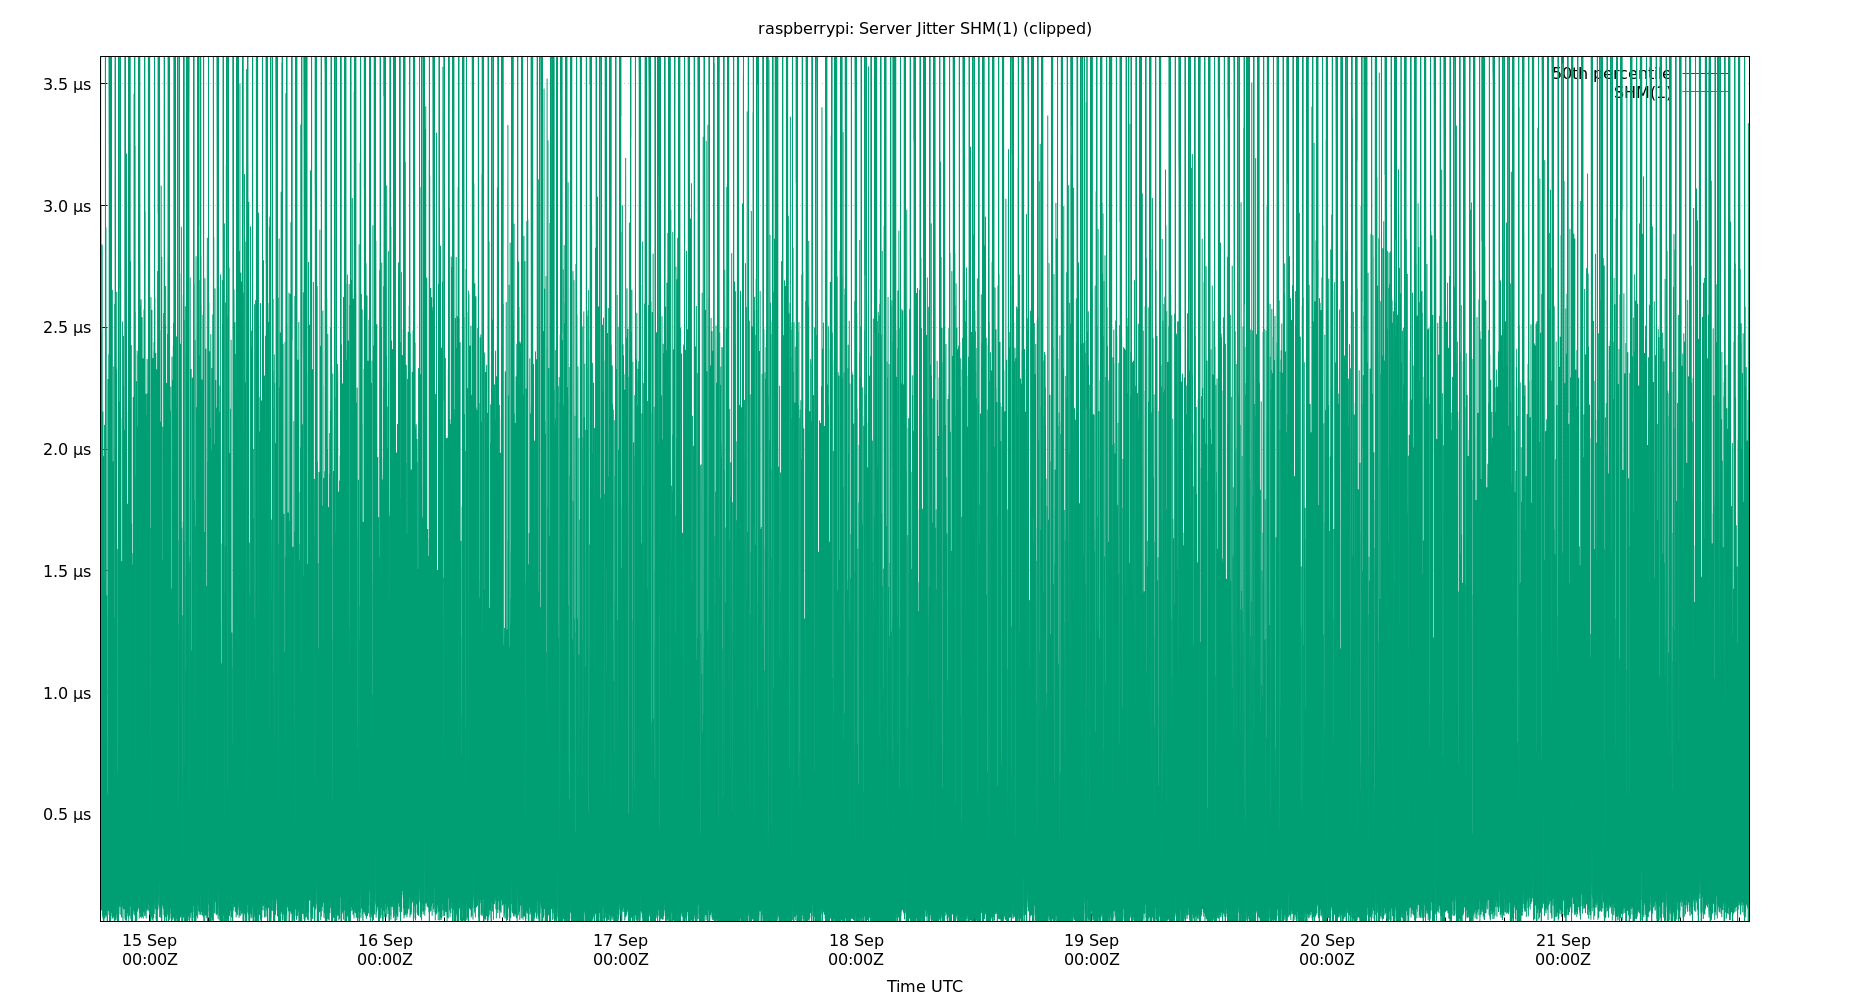 raspberrypi: Server Jitter SHM(1) (clipped)
50th percentile
SHM(1)
3.5 µs
3.0 µs
2.5 µs
2.0 µs
1.5 µs
1.0 µs
0.5 µs
15 Sep 16 Sep 17 Sep 18 Sep 19 Sep 20 Sep 21 Sep
00:00Z 00:00Z 00:00Z 00:00Z 00:00Z 00:00Z 00:00Z
Time UTC